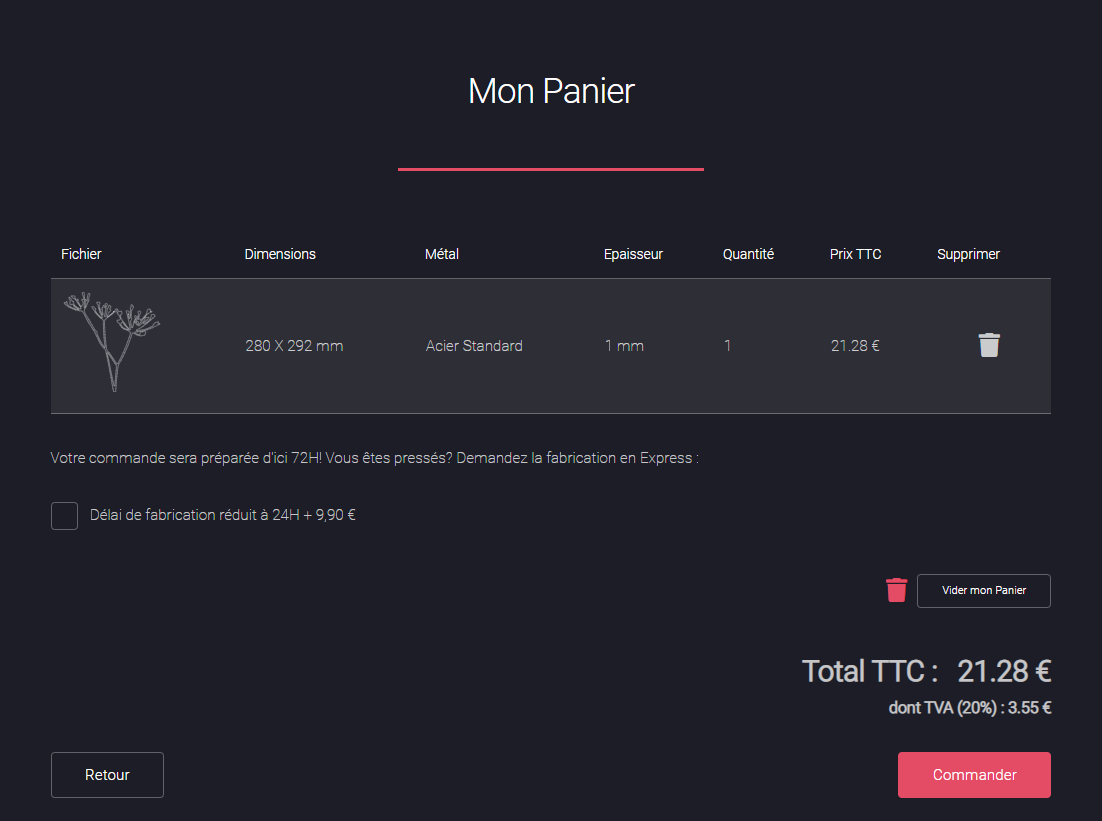 Mon Panier
Fichier Dimensions Métal Epaisseur Quantité Prix TTC Supprimer
280 X 292 mm Acier Standard 1 mm 1 21.28 €
Votre commande sera préparée d'ici 72H! Vous êtes pressés? Demandez la fabrication en Express :
Délai de fabrication réduit à 24H + 9,90 €
Vider mon Panier
Total TTC : 21.28 €
dont TVA (20%) : 3.55 €
Retour Commander